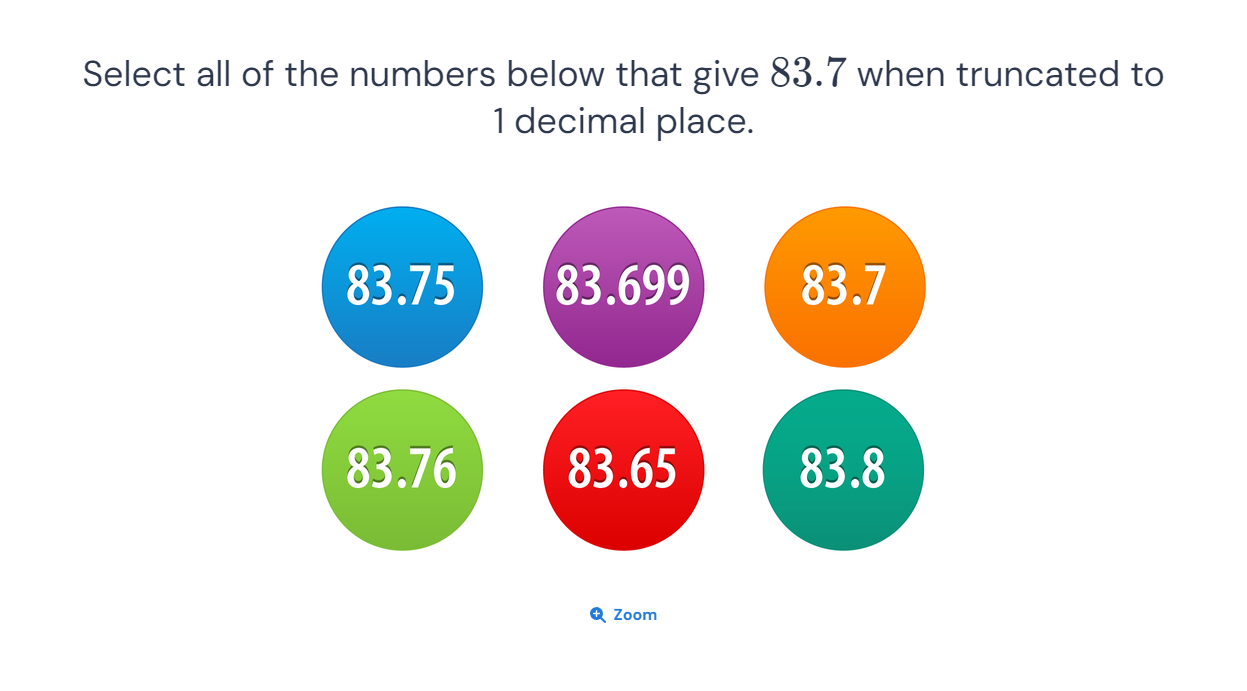 Select all of the numbers below that give 83.7 when truncated to
1 decimal place.
83.75 83.699 83.7
83.76 83.65 83.8
Zoom